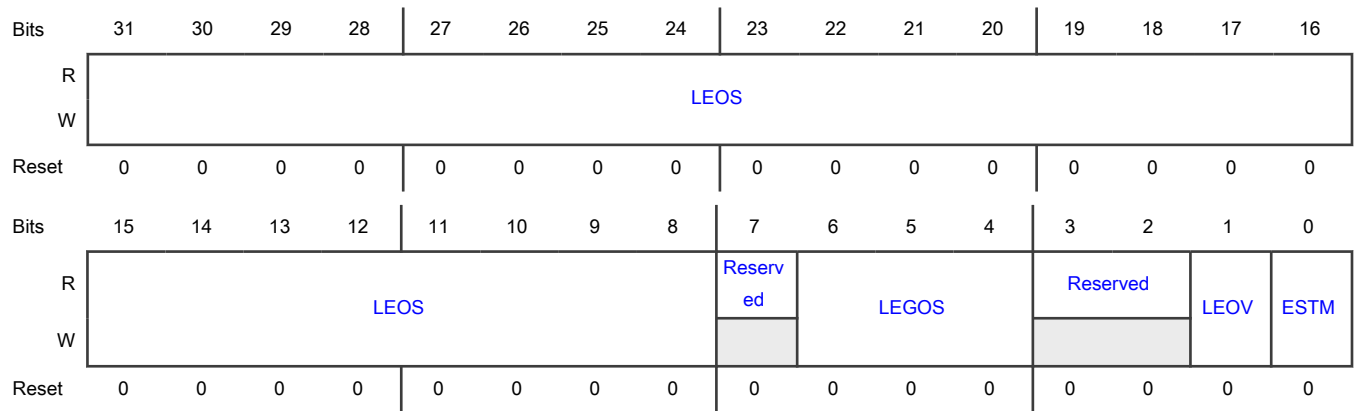 Bits 31 30 29 28 27 26 25 24 23 22 21 20 19 18 17 16
R
LEOS
W
Reset 0 0 0 0 0 0 0 0 0 0 0 0 0 0 0 0
Bits 15 14 13 12 11 10 9 8 7 6 5 4 3 2 1 0
R LEOS Reserv
ed LEGOS Reserved LEOV ESTM
W
Reset 0 0 0 0 0 0 0 0 0 0 0 0 0 0 0 0